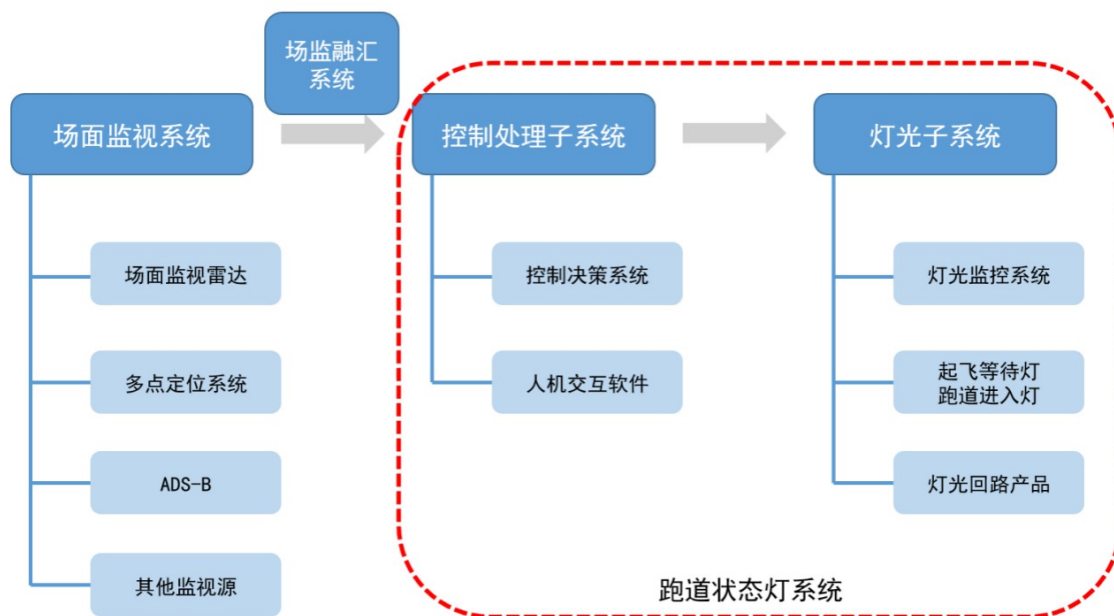 场监融汇
系统
场面监视系统
控制处理子系统
灯光子系统
场面监视雷达
控制决策系统
灯光监控系统
多点定位系统
人机交互软件
起飞等待灯
跑道进入灯
ADS-B
灯光回路产品
其他监视源
跑道状态灯系统